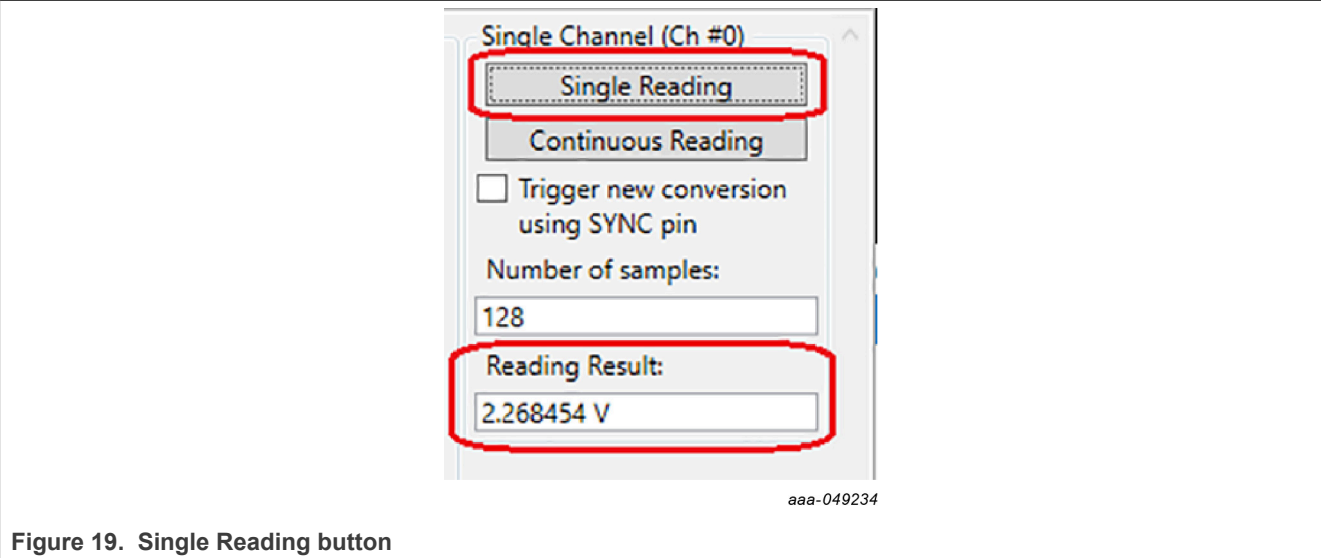 Single Channel (Ch #0)
Single Reading
Continuous Reading
Trigger new conversion
using SYNC pin
Number of samples:
128
Reading Result:
2.268454 V
aaa-049234
Figure 19. Single Reading button